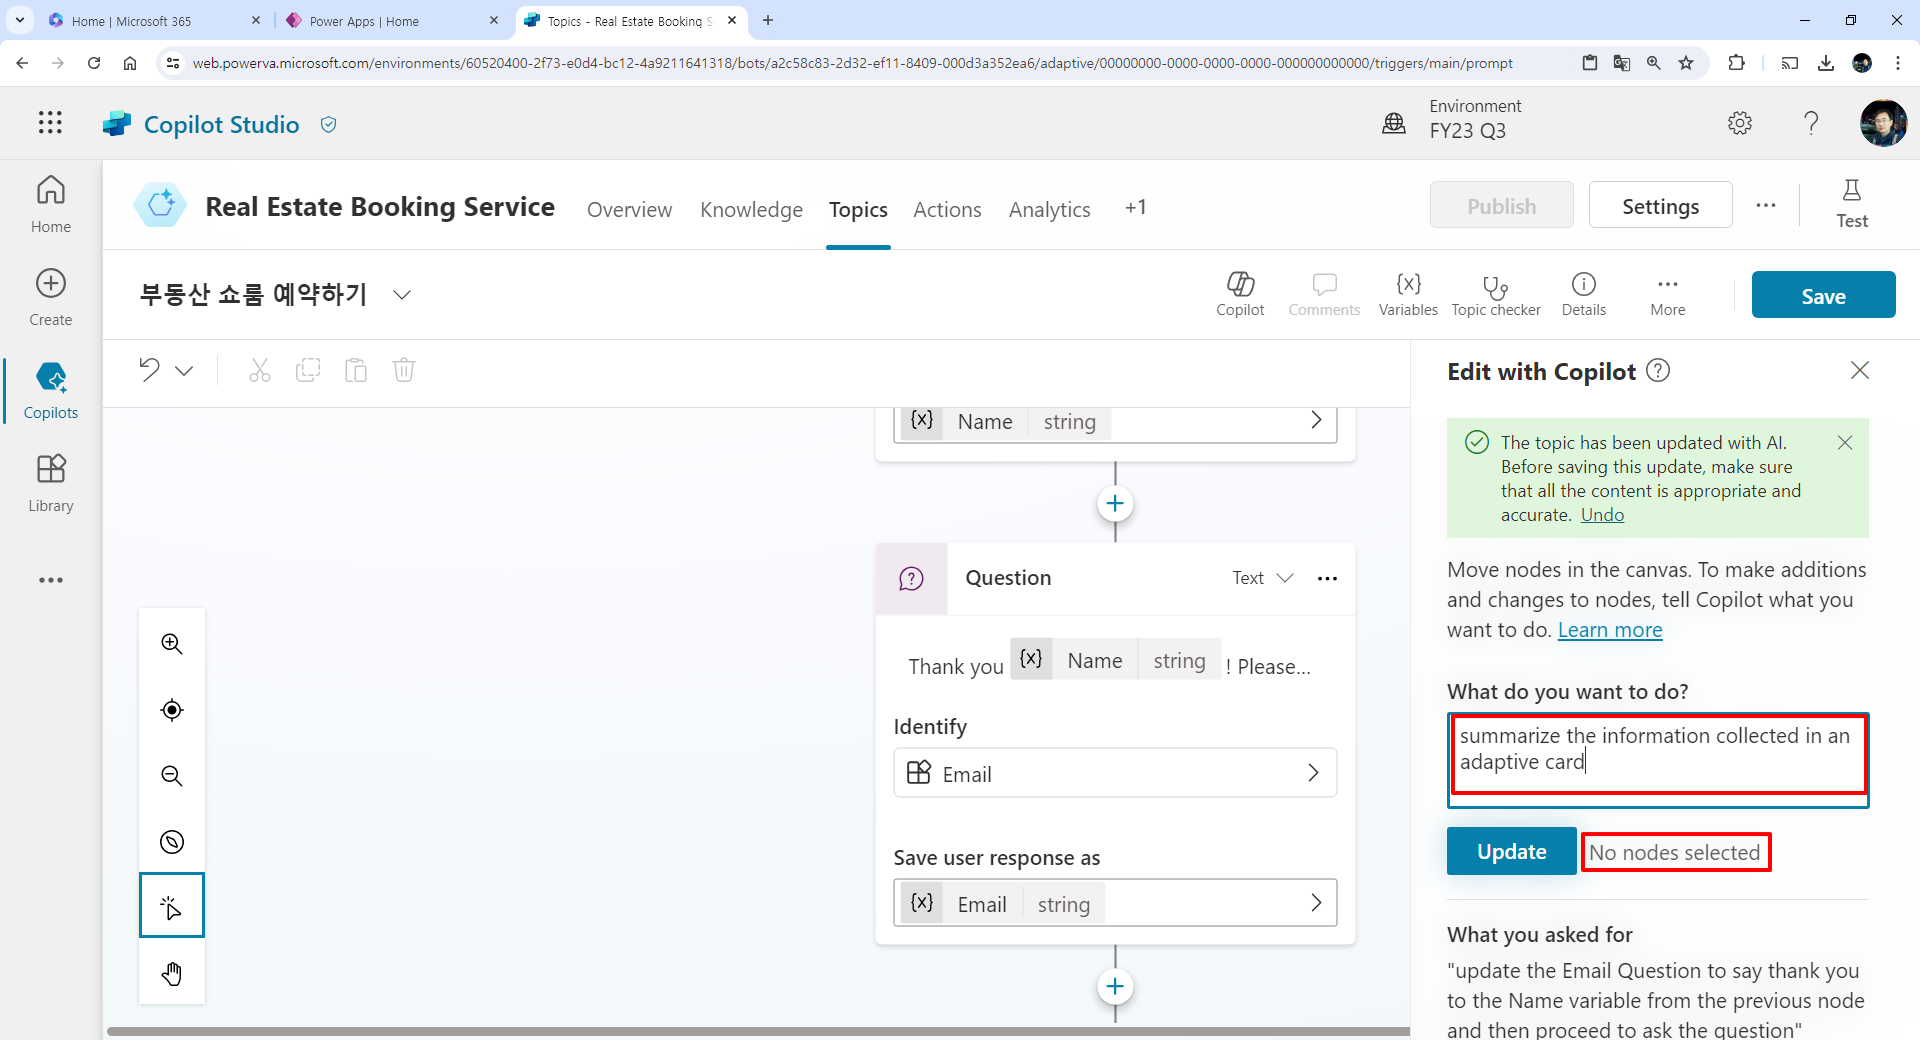 Home | Microsoft 365
Power Apps | Home
Topics - Real Estate Booking S
web.powerva.microsoft.com/environments/60520400-2f73-e0d4-bc12-4a9211641318/bots/a2c58c83-2d32-ef11-8409-000d3a352ea6/adaptive/00000000-0000-0000-0000-000000000000/triggers/main/prompt
Copilot Studio
Environment
FY23 Q3
Real Estate Booking Service
Overview
Knowledge
Topics
Actions
Analytics
+1
Publish
Settings
Test
Home
Create
Copilots
Library
부동산 쇼룸 예약하기
Copilot
Comments
{x}
Variables
Topic checker
Details
More
Save
{x} Name string
Question
Text
Thank you {x} Name string ! Please...
Identify
Email
Save user response as
{x} Email string
Edit with Copilot
The topic has been updated with AI.
Before saving this update, make sure
that all the content is appropriate and
accurate. Undo
Move nodes in the canvas. To make additions
and changes to nodes, tell Copilot what you
want to do. Learn more
What do you want to do?
summarize the information collected in an
adaptive card
Update
No nodes selected
What you asked for
"update the Email Question to say thank you
to the Name variable from the previous node
and then proceed to ask the question"